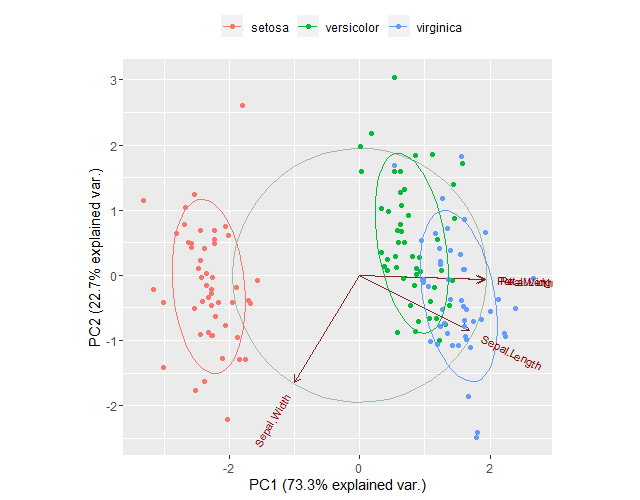 setosa versicolor virginica
3
2
1
0
-1
-2
PC2 (22.7% explained var.)
Sepal.Length
Sepal.Width
-2 0 2
PC1 (73.3% explained var.)